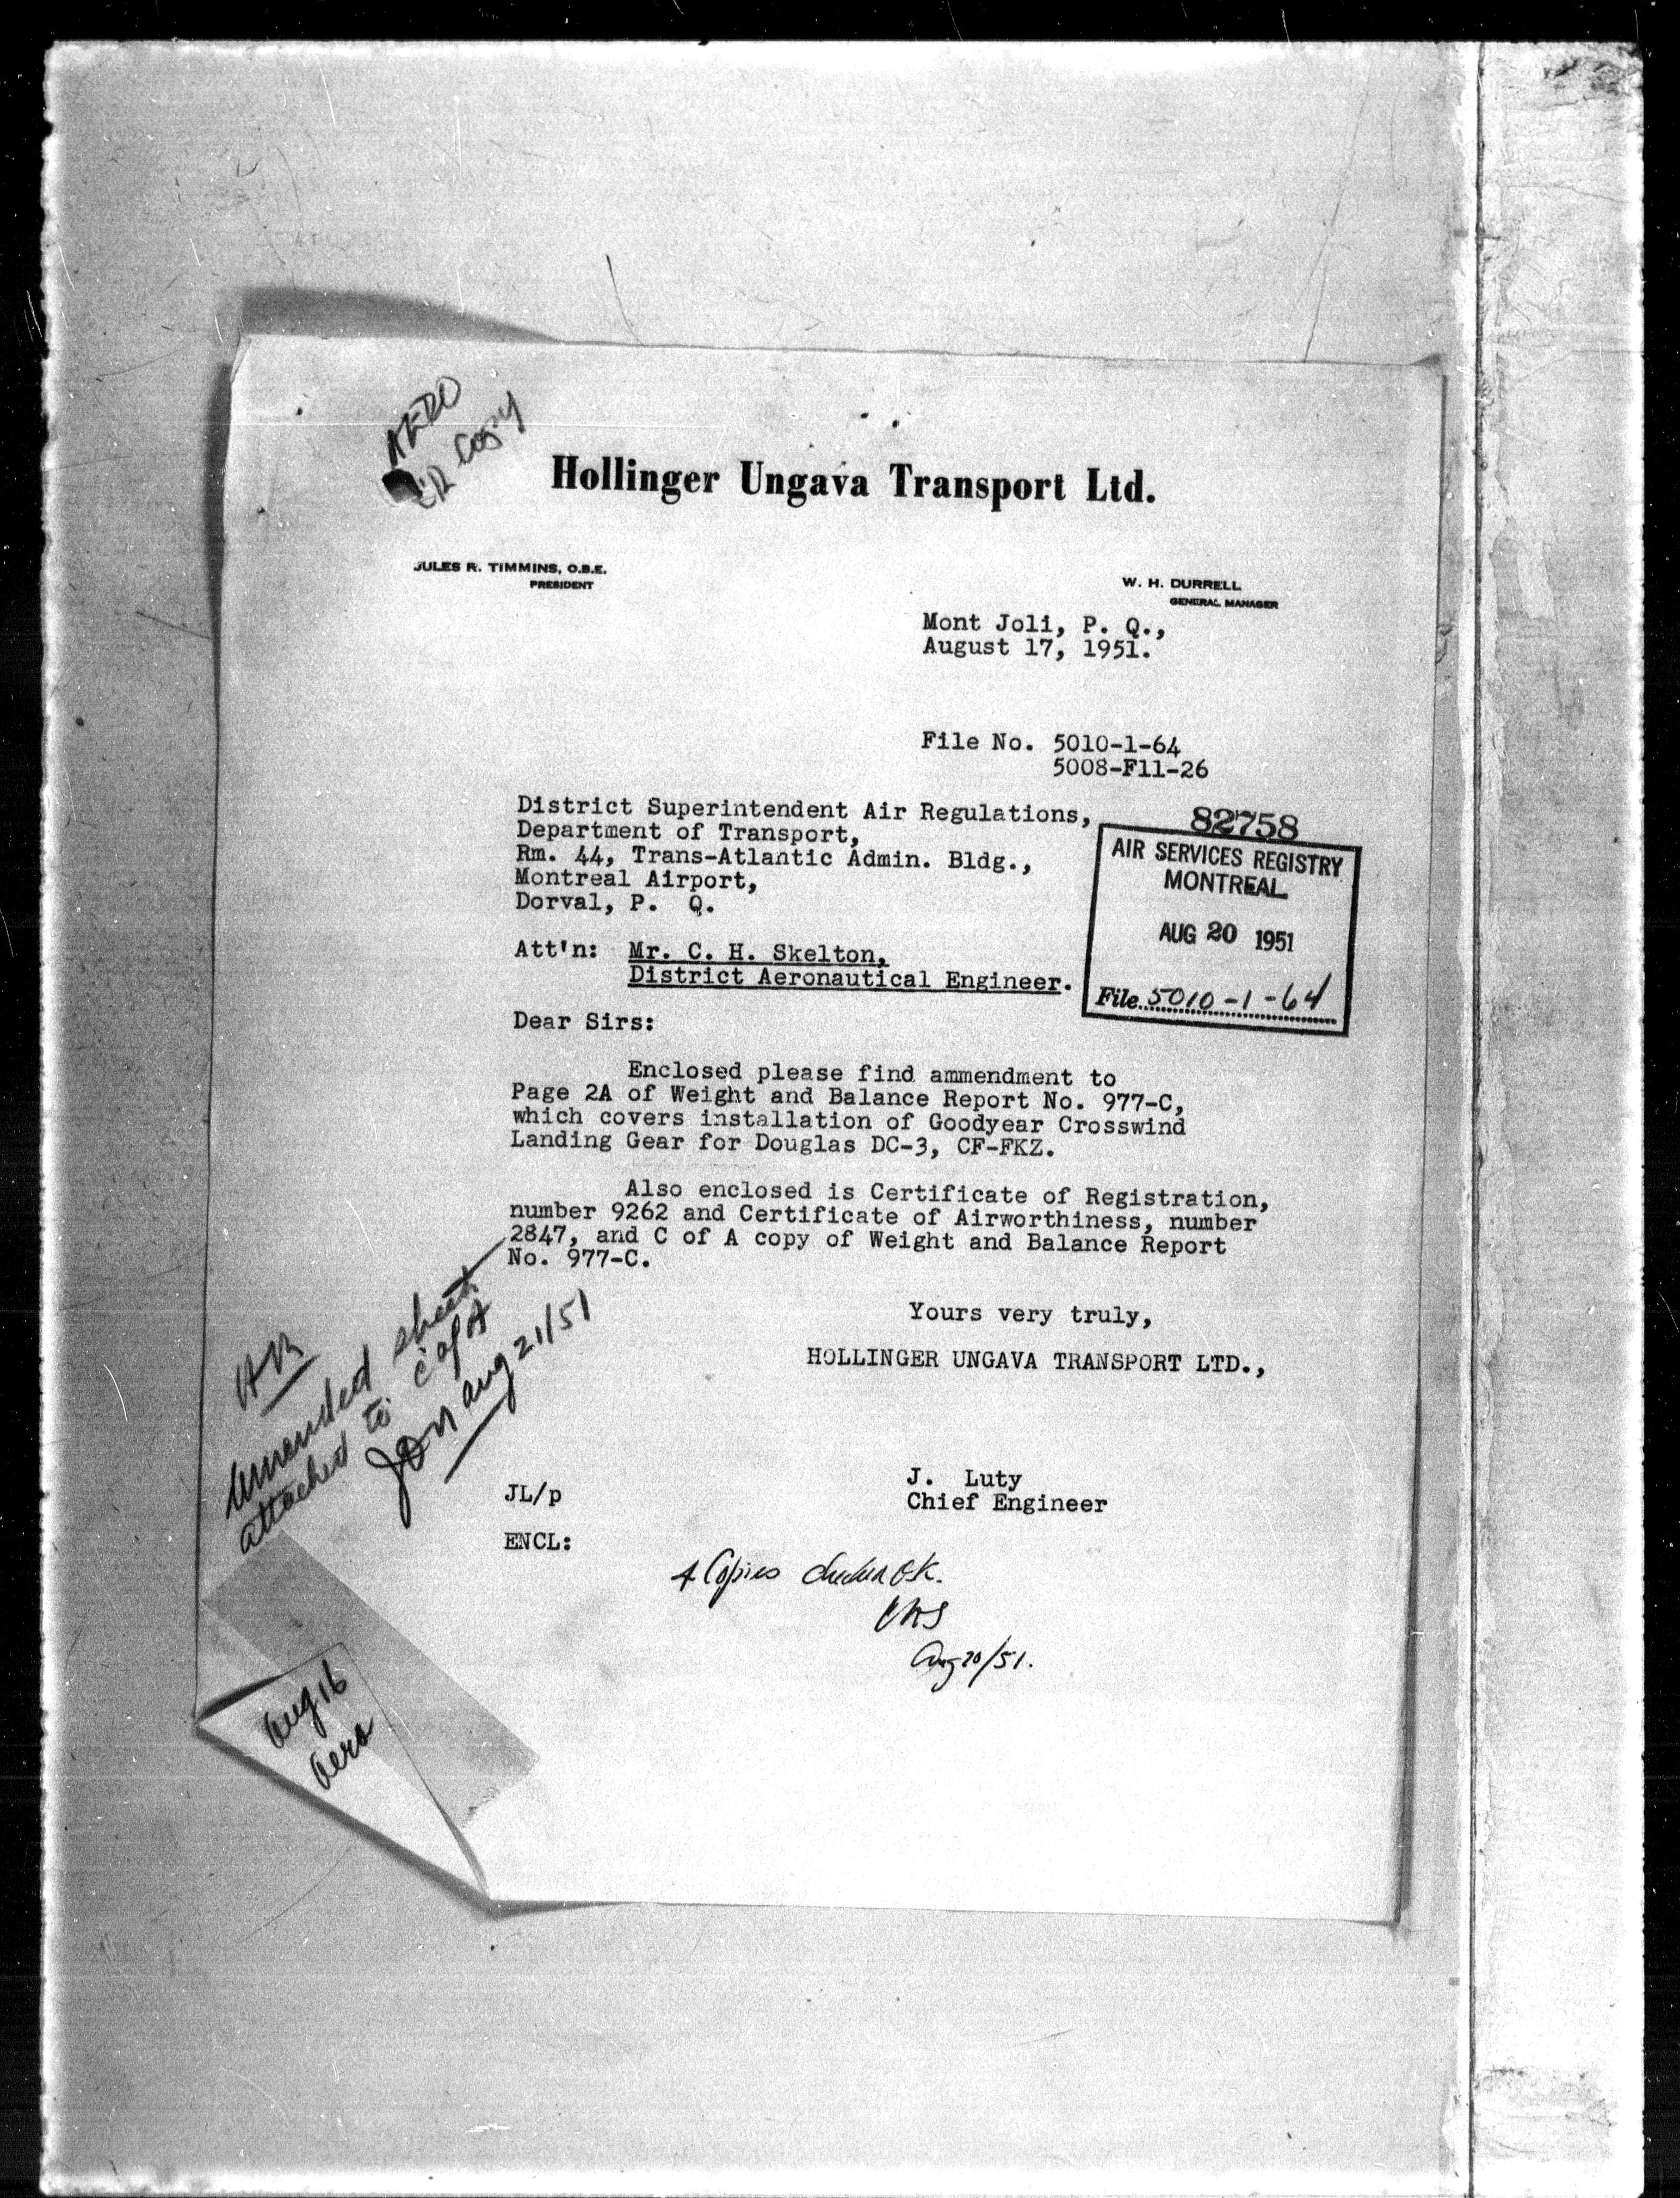 AERO
Copy
Hollinger Ungava Transport Ltd.
JULES R. TIMMINS, O.B.E.
PRESIDENT
W. H. DURRELL
GENERAL MANAGER
Mont Joli, P. Q.,
August 17, 1951.
File No. 5010-1-64
5008-F11-26
District Superintendent Air Regulations,
Department of Transport,
Rm. 44, Trans-Atlantic Admin. Bldg.,
Montreal Airport,
Dorval, P. Q.
82758
AIR SERVICES REGISTRY
MONTREAL
AUG 20 1951
File 5010-1-64
Att'n: Mr. C. H. Skelton,
District Aeronautical Engineer.
Dear Sirs:
Enclosed please find ammendment to
Page 2A of Weight and Balance Report No. 977-C,
which covers installation of Goodyear Crosswind
Landing Gear for Douglas DC-3, CF-FKZ.
Also enclosed is Certificate of Registration,
number 9262 and Certificate of Airworthiness, number
2847, and C of A copy of Weight and Balance Report
No. 977-C.
Yours very truly,
HOLLINGER UNGAVA TRANSPORT LTD.,
Amended sheet
attached to C of A
Aug 21/51
J. Luty
Chief Engineer
JL/p
ENCL:
4 Copies checked O.K.
CHS
Aug 20/51.
Aug 16
Aero